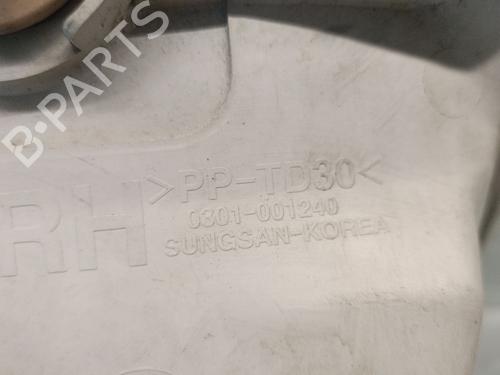 B-PARTS
>PP-TD30<
RH
0301-001240
SUNGSAN-KOREA